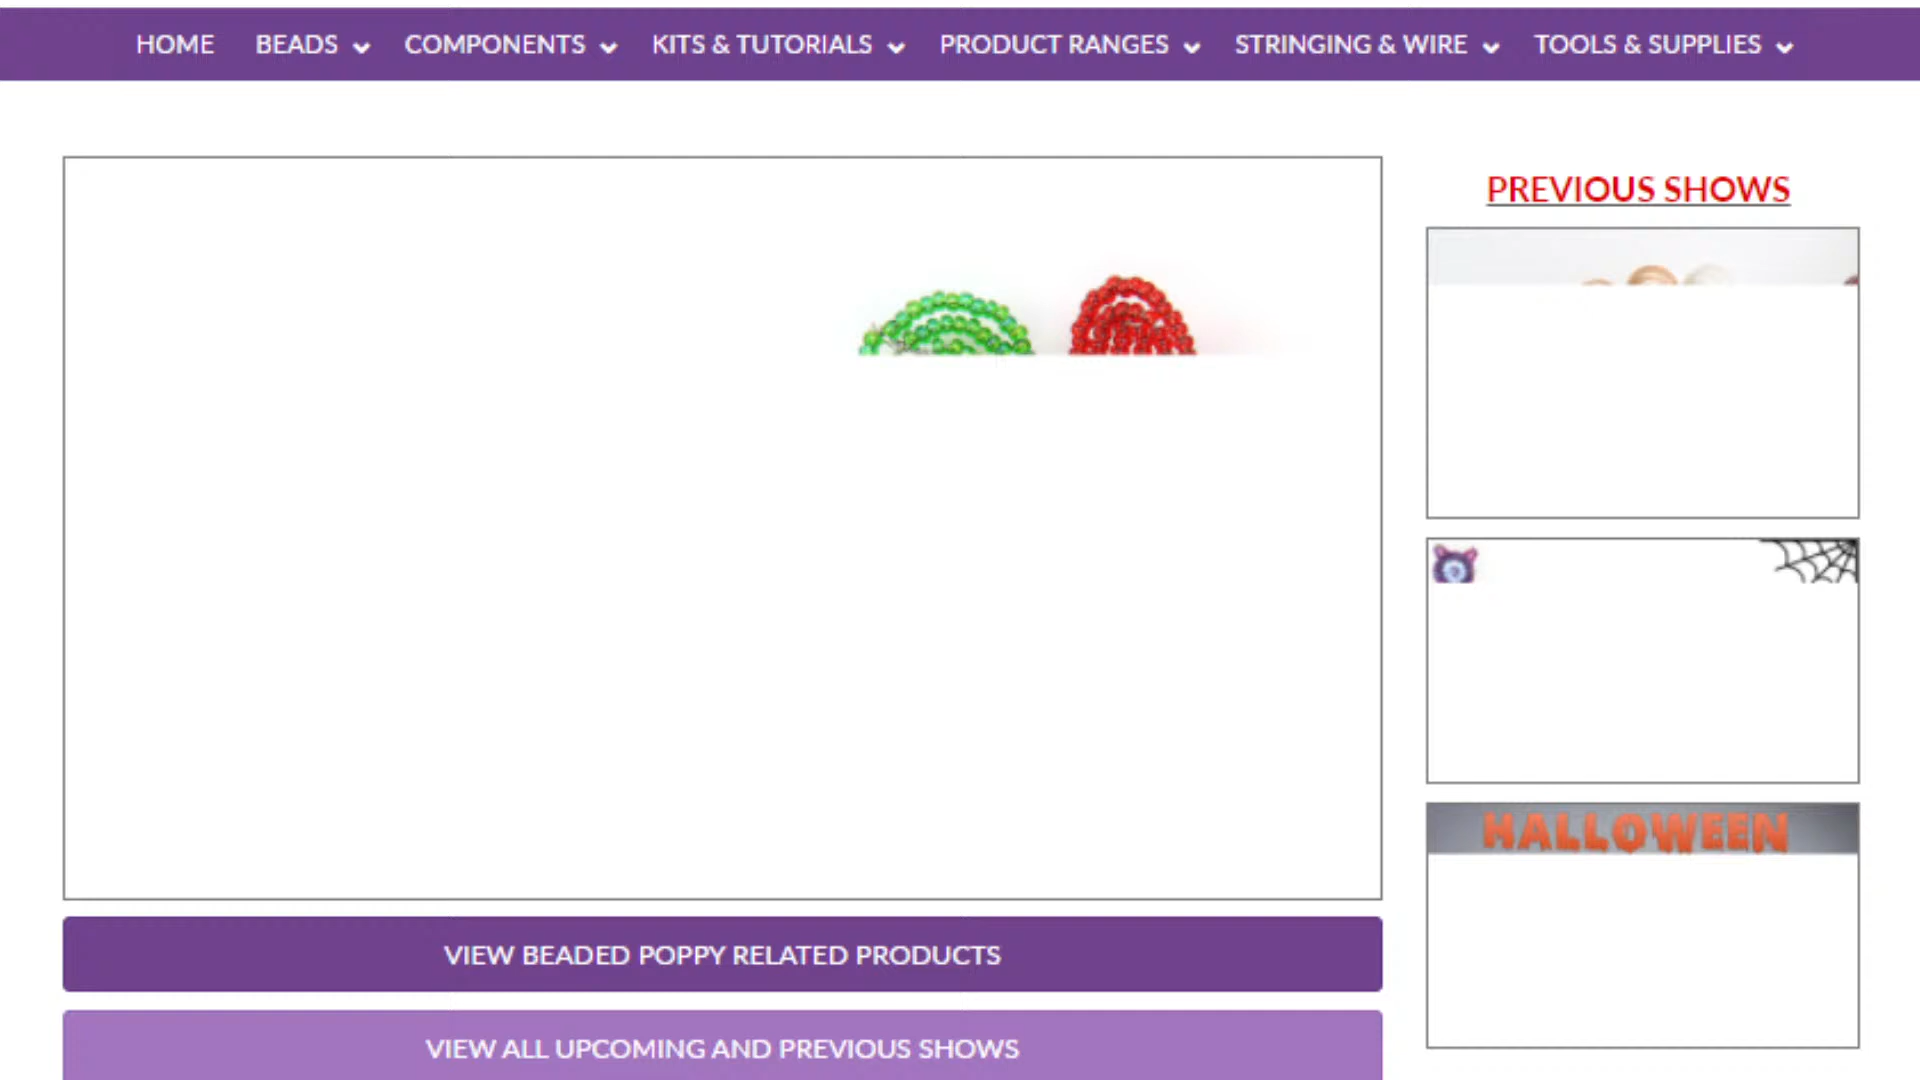 HOME BEADS COMPONENTS KITS & TUTORIALS PRODUCT RANGES STRINGING & WIRE TOOLS & SUPPLIES
PREVIOUS SHOWS
HALLOWEEN
VIEW BEADED POPPY RELATED PRODUCTS
VIEW ALL UPCOMING AND PREVIOUS SHOWS